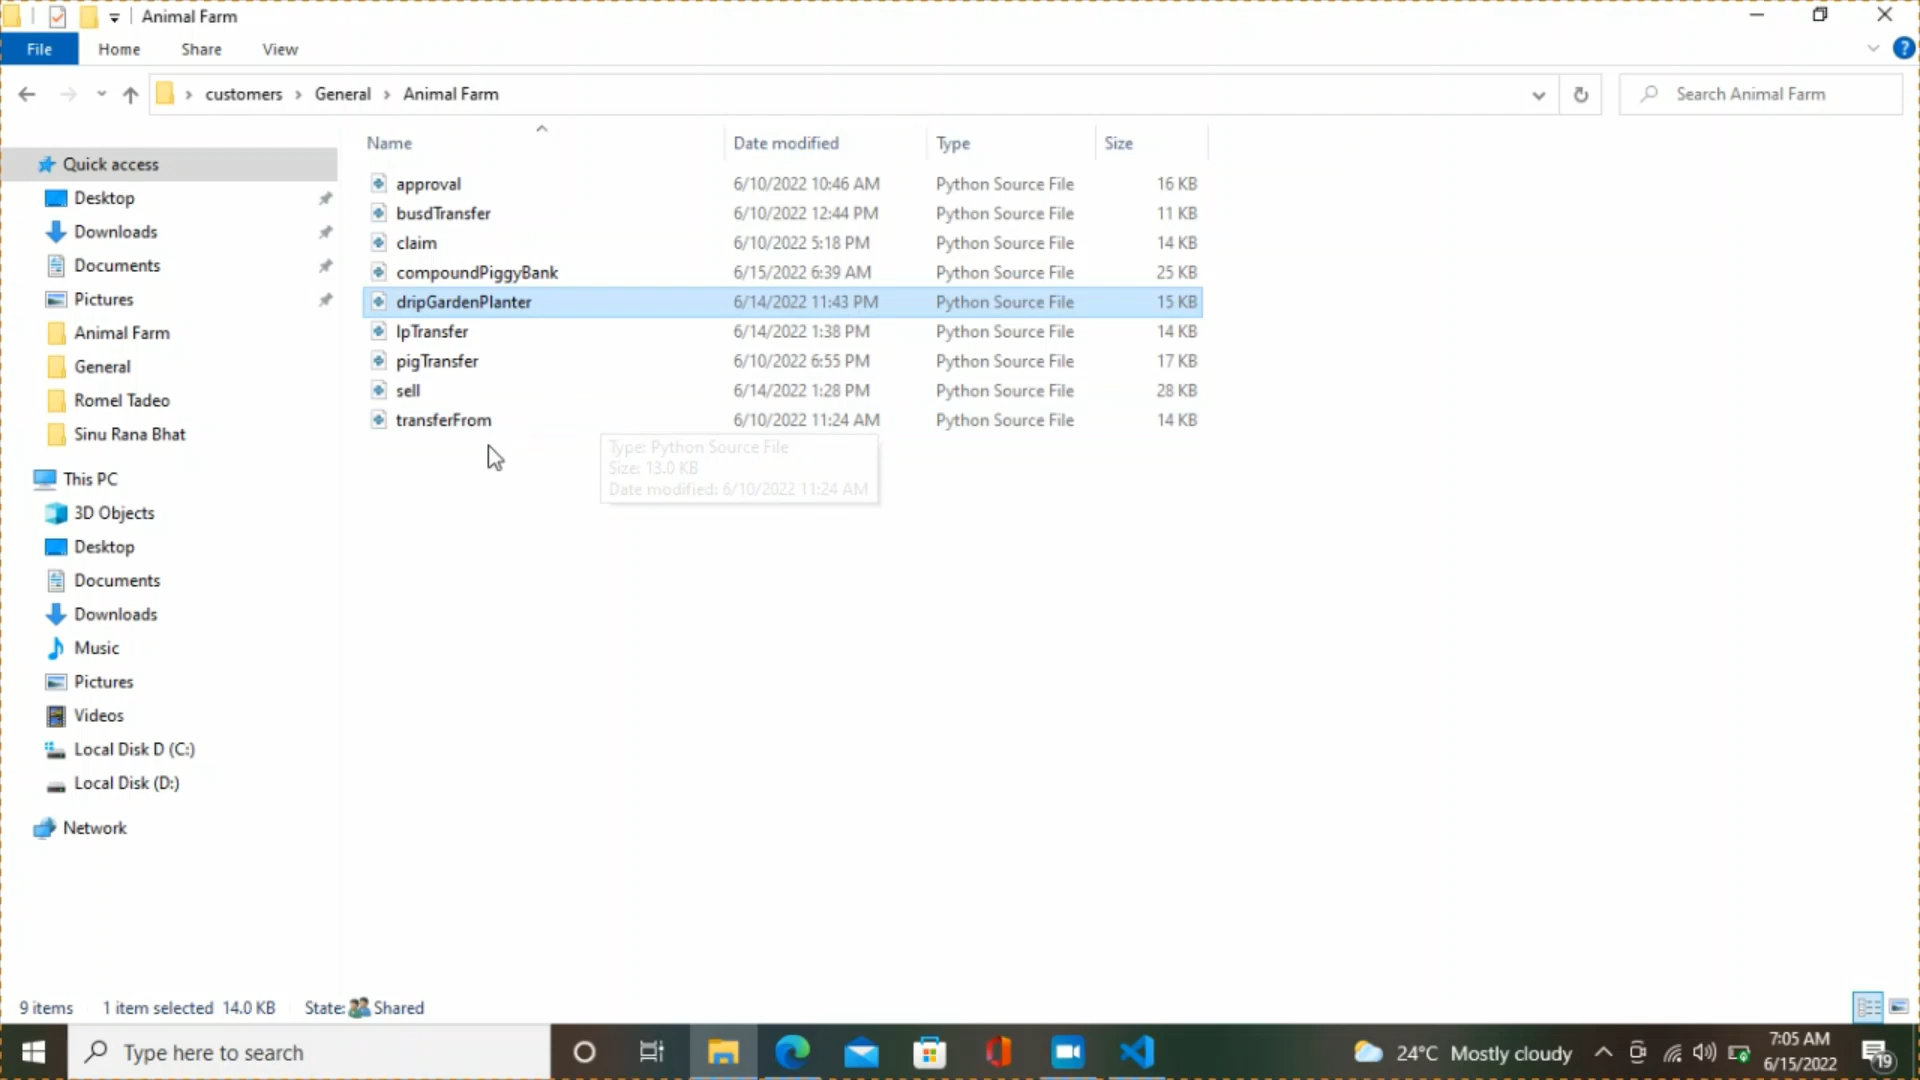 Animal Farm
File Home Share View
?
customers General Animal Farm
Search Animal Farm
Name Date modified Type Size
Quick access
Desktop
Downloads
Documents
Pictures
Animal Farm
General
Romel Tadeo
Sinu Rana Bhat
This PC
3D Objects
Desktop
Documents
Downloads
Music
Pictures
Videos
Local Disk D (C:)
Local Disk (D:)
Network
approval 6/10/2022 10:46 AM Python Source File 16 KB
busdTransfer 6/10/2022 12:44 PM Python Source File 11 KB
claim 6/10/2022 5:18 PM Python Source File 14 KB
compoundPiggyBank 6/15/2022 6:39 AM Python Source File 25 KB
dripGardenPlanter 6/14/2022 11:43 PM Python Source File 15 KB
lpTransfer 6/14/2022 1:38 PM Python Source File 14 KB
pigTransfer 6/10/2022 6:55 PM Python Source File 17 KB
sell 6/14/2022 1:28 PM Python Source File 28 KB
transferFrom 6/10/2022 11:24 AM Python Source File 14 KB
Type: Python Source File
Size: 13.0 KB
Date modified: 6/10/2022 11:24 AM
9 items 1 item selected 14.0 KB State: Shared
Type here to search
24°C Mostly cloudy
7:05 AM
6/15/2022
19